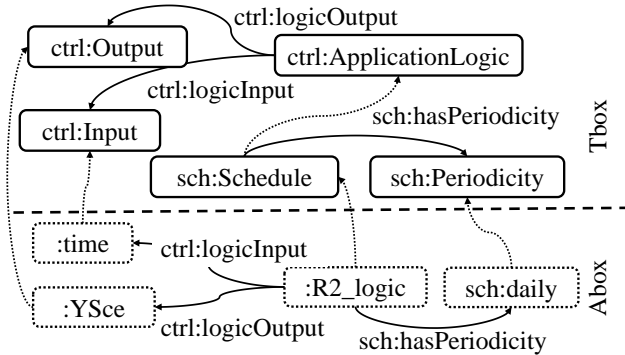 ctrl:logicOutput
ctrl:Output
ctrl:ApplicationLogic
ctrl:logicInput
ctrl:Input
sch:hasPeriodicity
Tbox
sch:Schedule
sch:Periodicity
:time
ctrl:logicInput
:R2_logic
sch:daily
Abox
:YSce
ctrl:logicOutput
sch:hasPeriodicity